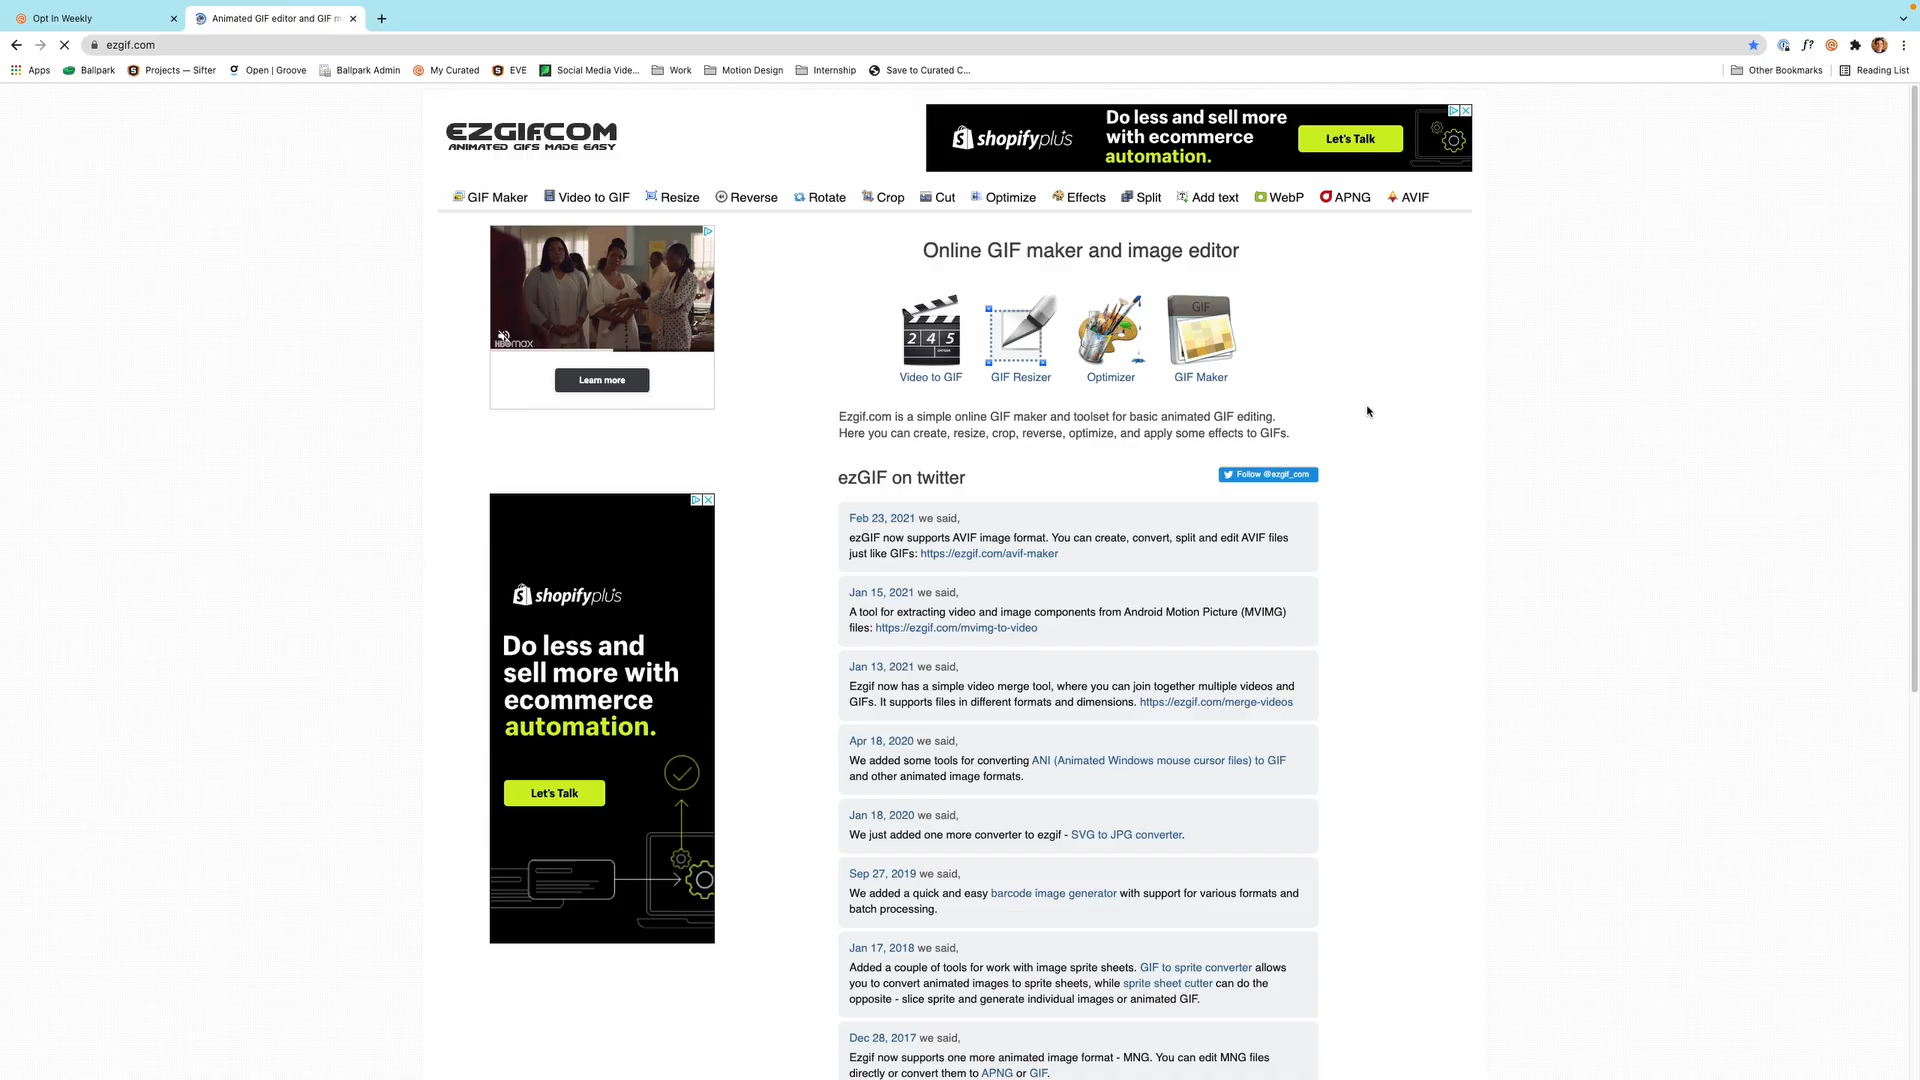 Opt In Weekly
Animated GIF editor and GIF m
ezgif.com
Apps
Ballpark
Projects — Sifter
Open | Groove
Ballpark Admin
My Curated
EVE
Social Media Vide...
Work
Motion Design
Internship
Save to Curated C...
Other Bookmarks
Reading List
EZGIF.COM
ANIMATED GIFS MADE EASY
shopifyplus
Do less and sell more
with ecommerce
automation.
Let's Talk
GIF Maker
Video to GIF
Resize
Reverse
Rotate
Crop
Cut
Optimize
Effects
Split
Add text
WebP
APNG
AVIF
HBOmax
Learn more
Online GIF maker and image editor
2 4 5
GIF
Video to GIF
GIF Resizer
Optimizer
GIF Maker
Ezgif.com is a simple online GIF maker and toolset for basic animated GIF editing.
Here you can create, resize, crop, reverse, optimize, and apply some effects to GIFs.
ezGIF on twitter
Follow @ezgif_com
Feb 23, 2021 we said,
ezGIF now supports AVIF image format. You can create, convert, split and edit AVIF files
just like GIFs: https://ezgif.com/avif-maker
Jan 15, 2021 we said,
A tool for extracting video and image components from Android Motion Picture (MVIMG)
files: https://ezgif.com/mvimg-to-video
Jan 13, 2021 we said,
Ezgif now has a simple video merge tool, where you can join together multiple videos and
GIFs. It supports files in different formats and dimensions. https://ezgif.com/merge-videos
Apr 18, 2020 we said,
We added some tools for converting ANI (Animated Windows mouse cursor files) to GIF
and other animated image formats.
Jan 18, 2020 we said,
We just added one more converter to ezgif - SVG to JPG converter.
Sep 27, 2019 we said,
We added a quick and easy barcode image generator with support for various formats and
batch processing.
Jan 17, 2018 we said,
Added a couple of tools for work with image sprite sheets. GIF to sprite converter allows
you to convert animated images to sprite sheets, while sprite sheet cutter can do the
opposite - slice sprite and generate individual images or animated GIF.
Dec 28, 2017 we said,
Ezgif now supports one more animated image format - MNG. You can edit MNG files
directly or convert them to APNG or GIF.
shopifyplus
Do less and
sell more with
ecommerce
automation.
Let's Talk